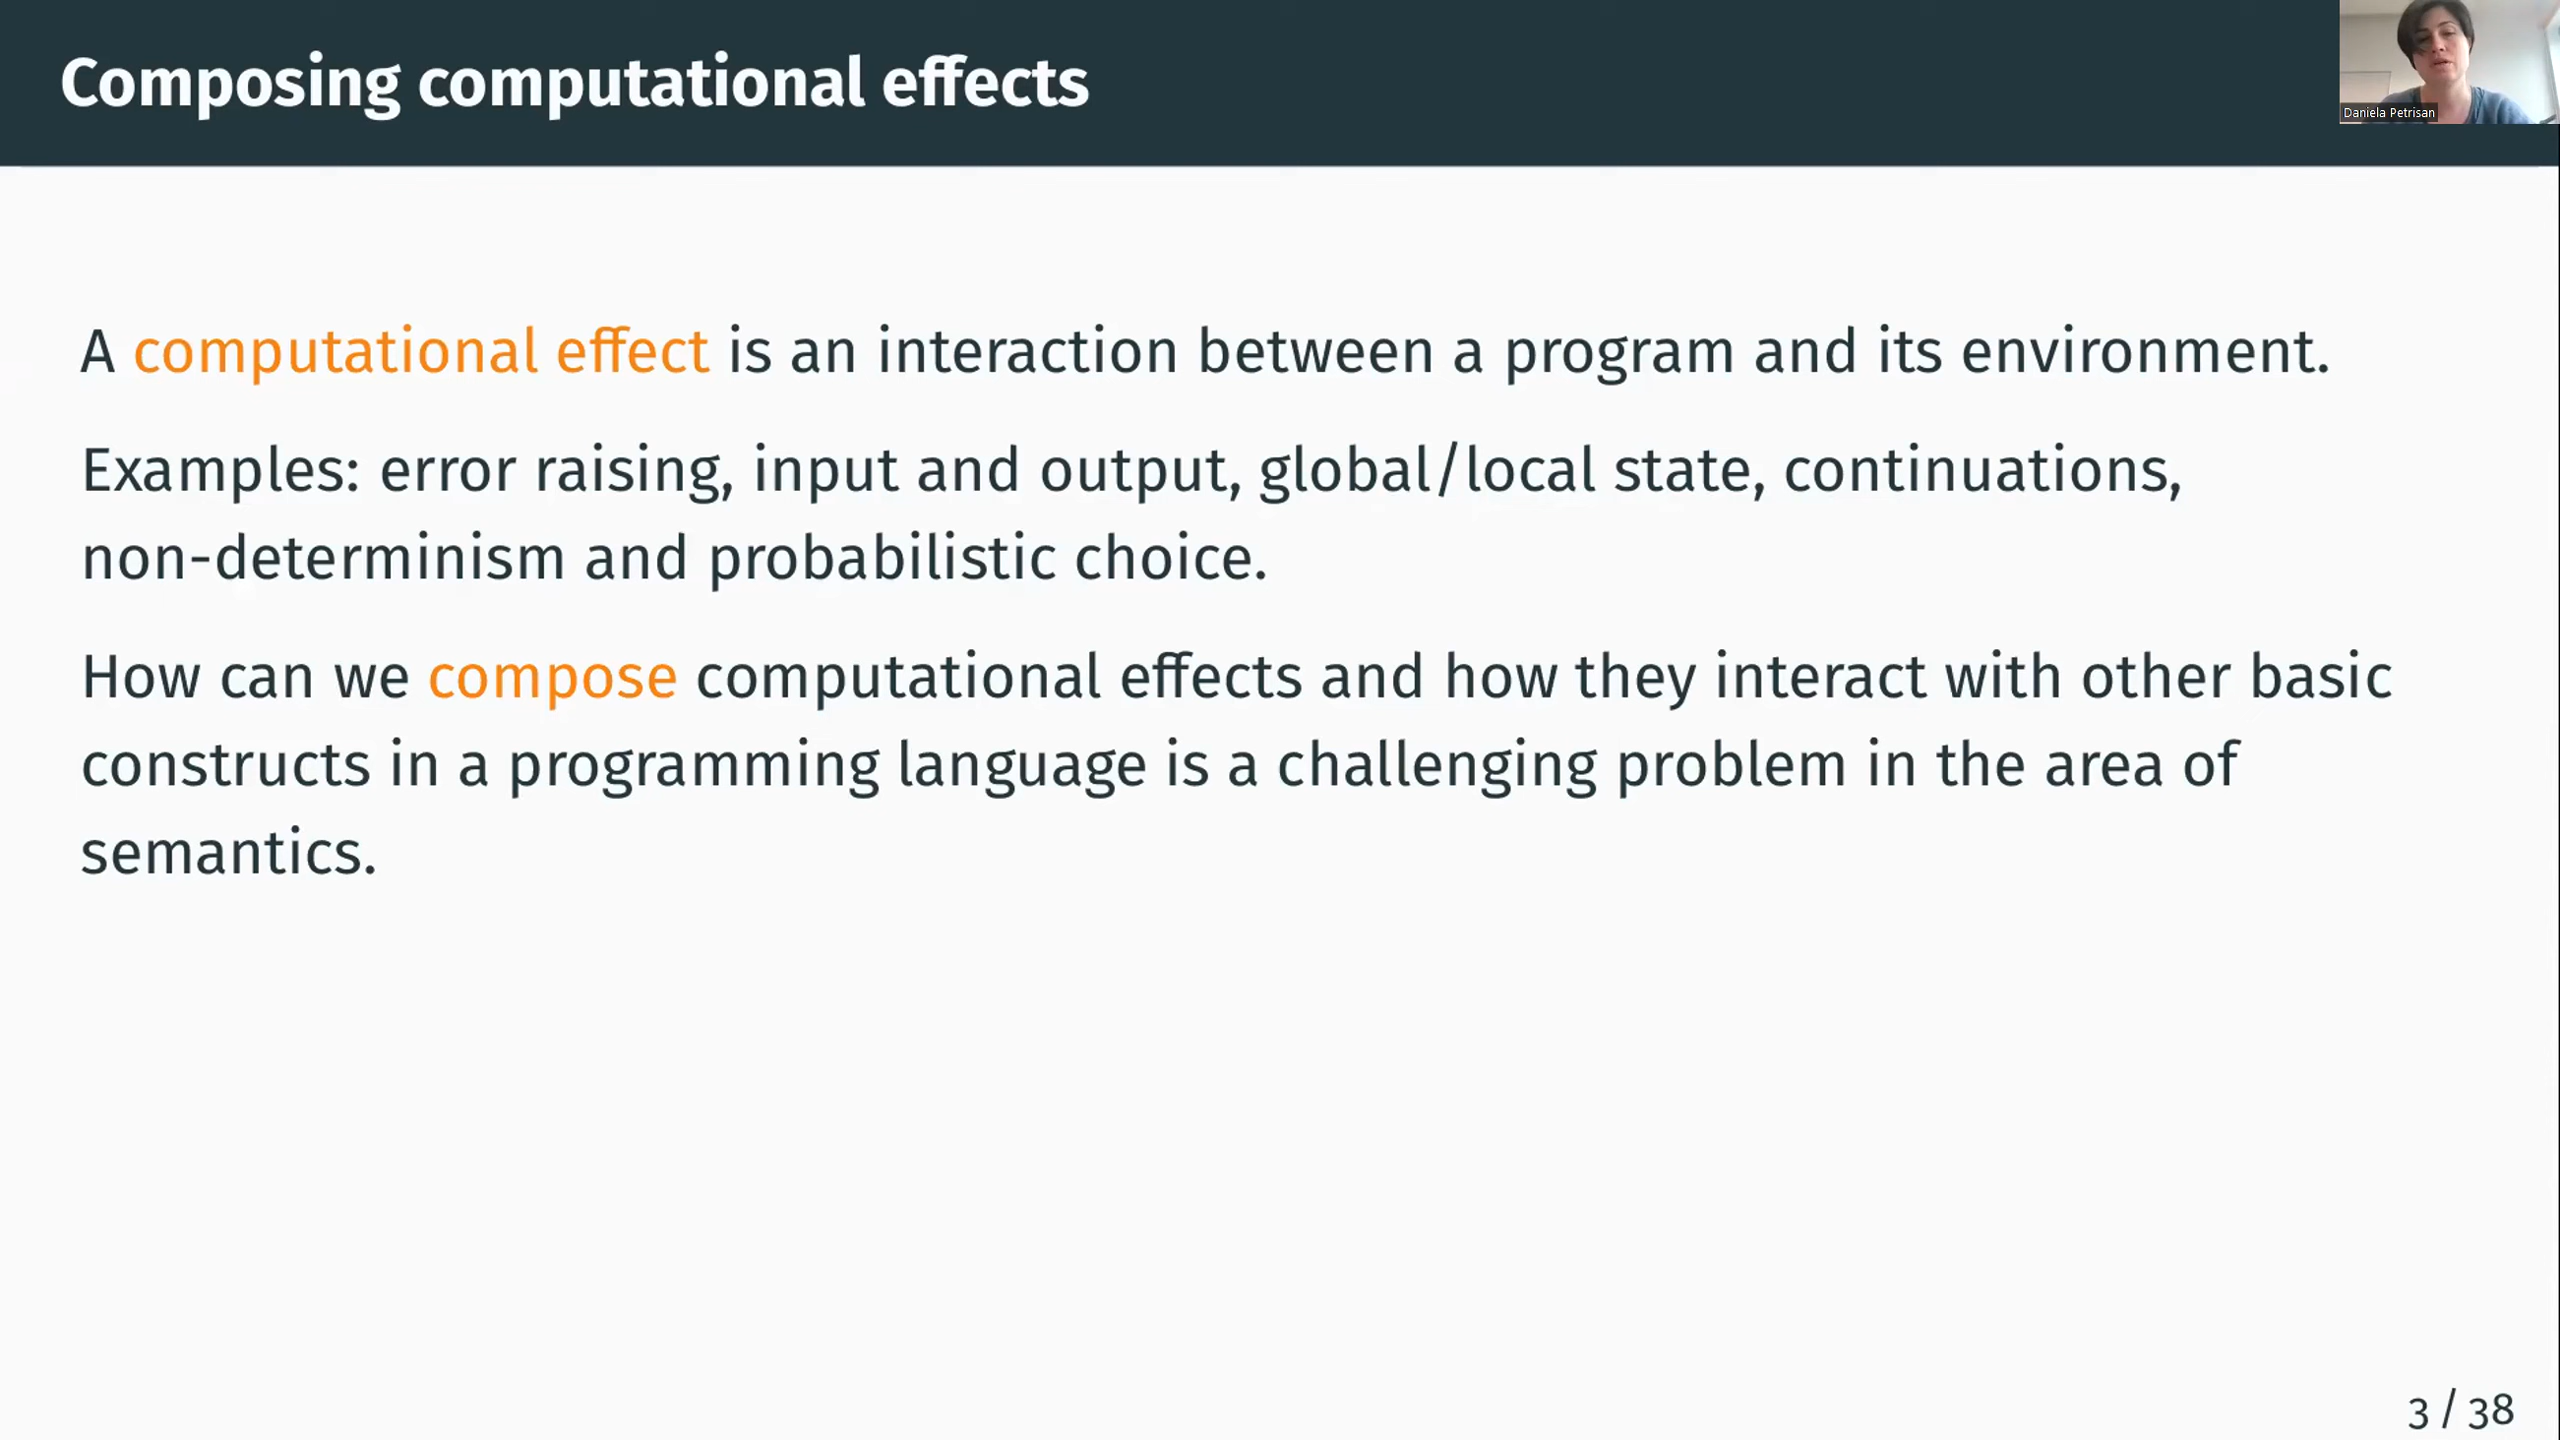 Composing computational effects
Daniela Petrisan
A computational effect is an interaction between a program and its environment.
Examples: error raising, input and output, global/local state, continuations,
non-determinism and probabilistic choice.
How can we compose computational effects and how they interact with other basic
constructs in a programming language is a challenging problem in the area of
semantics.
3 / 38